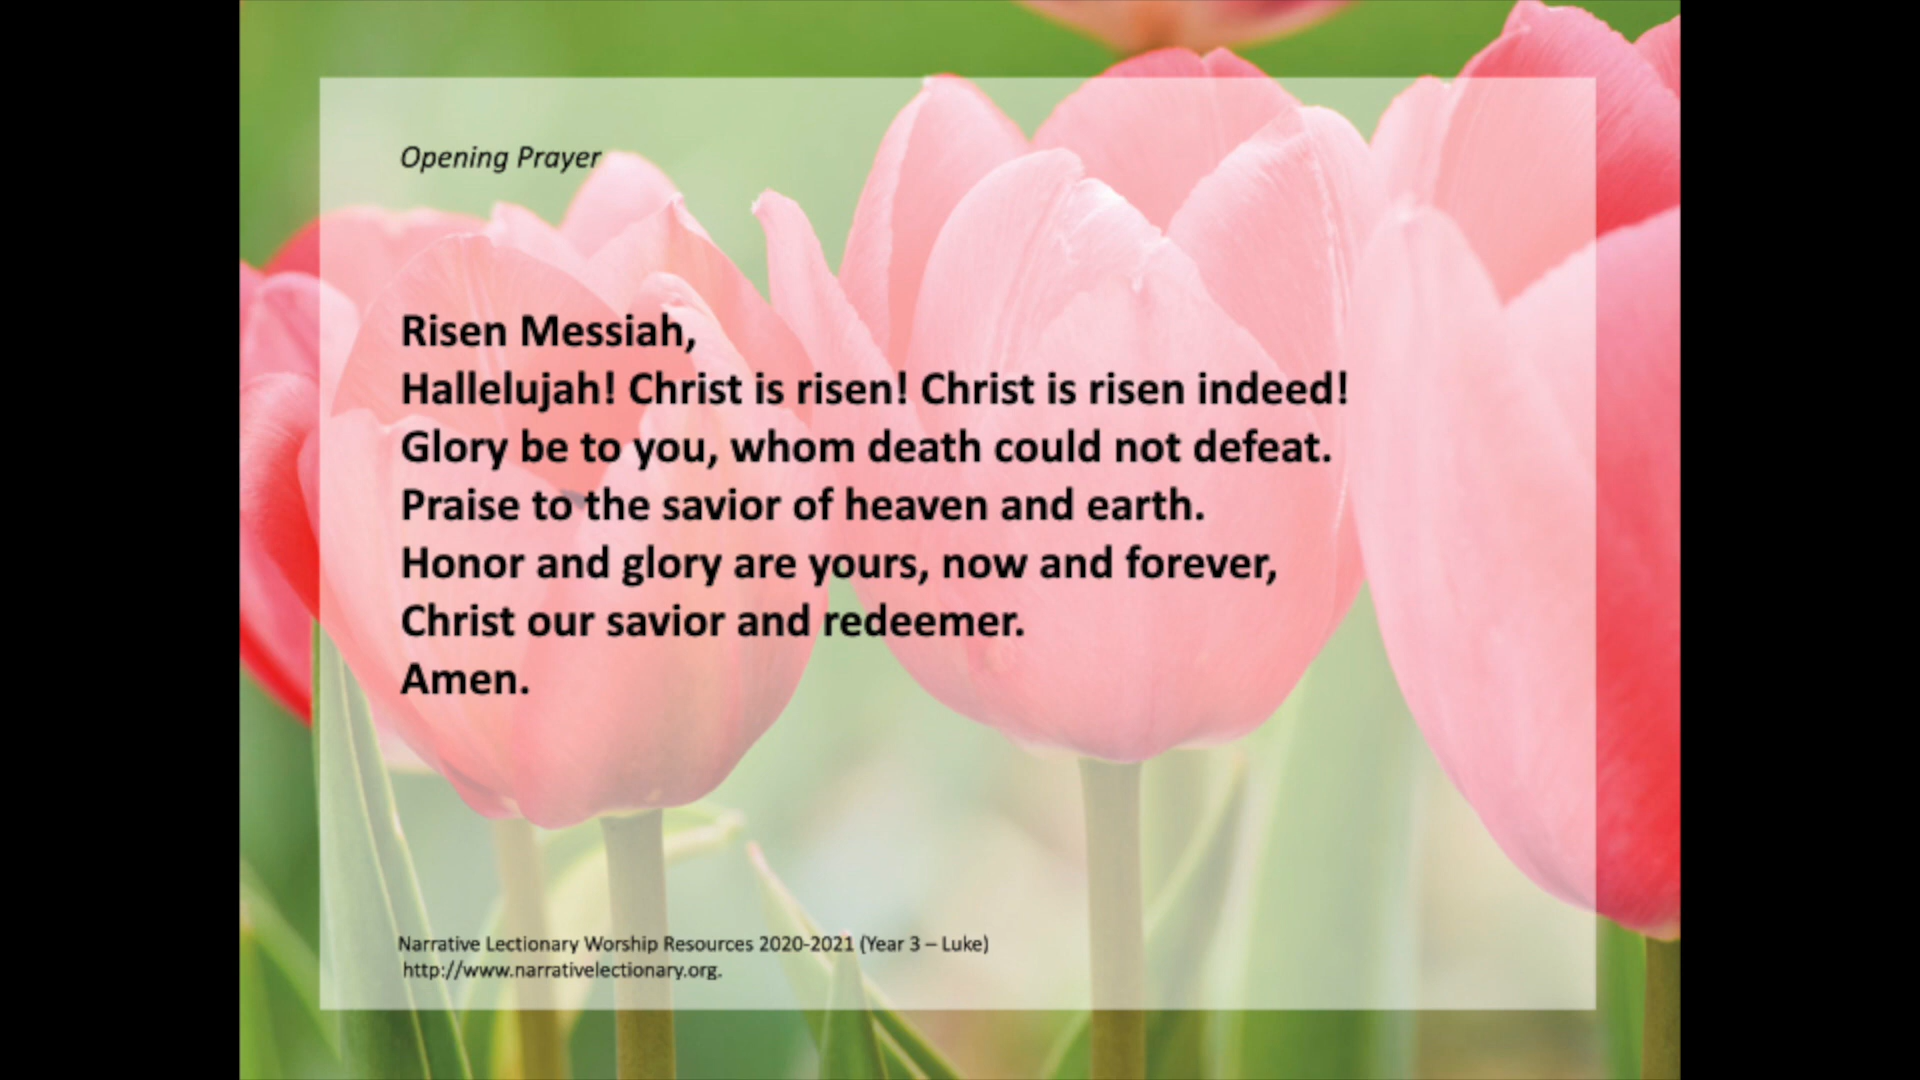 Opening Prayer
Risen Messiah,
Hallelujah! Christ is risen! Christ is risen indeed!
Glory be to you, whom death could not defeat.
Praise to the savior of heaven and earth.
Honor and glory are yours, now and forever,
Christ our savior and redeemer.
Amen.
Narrative Lectionary Worship Resources 2020-2021 (Year 3 – Luke)
http://www.narrativelectionary.org.